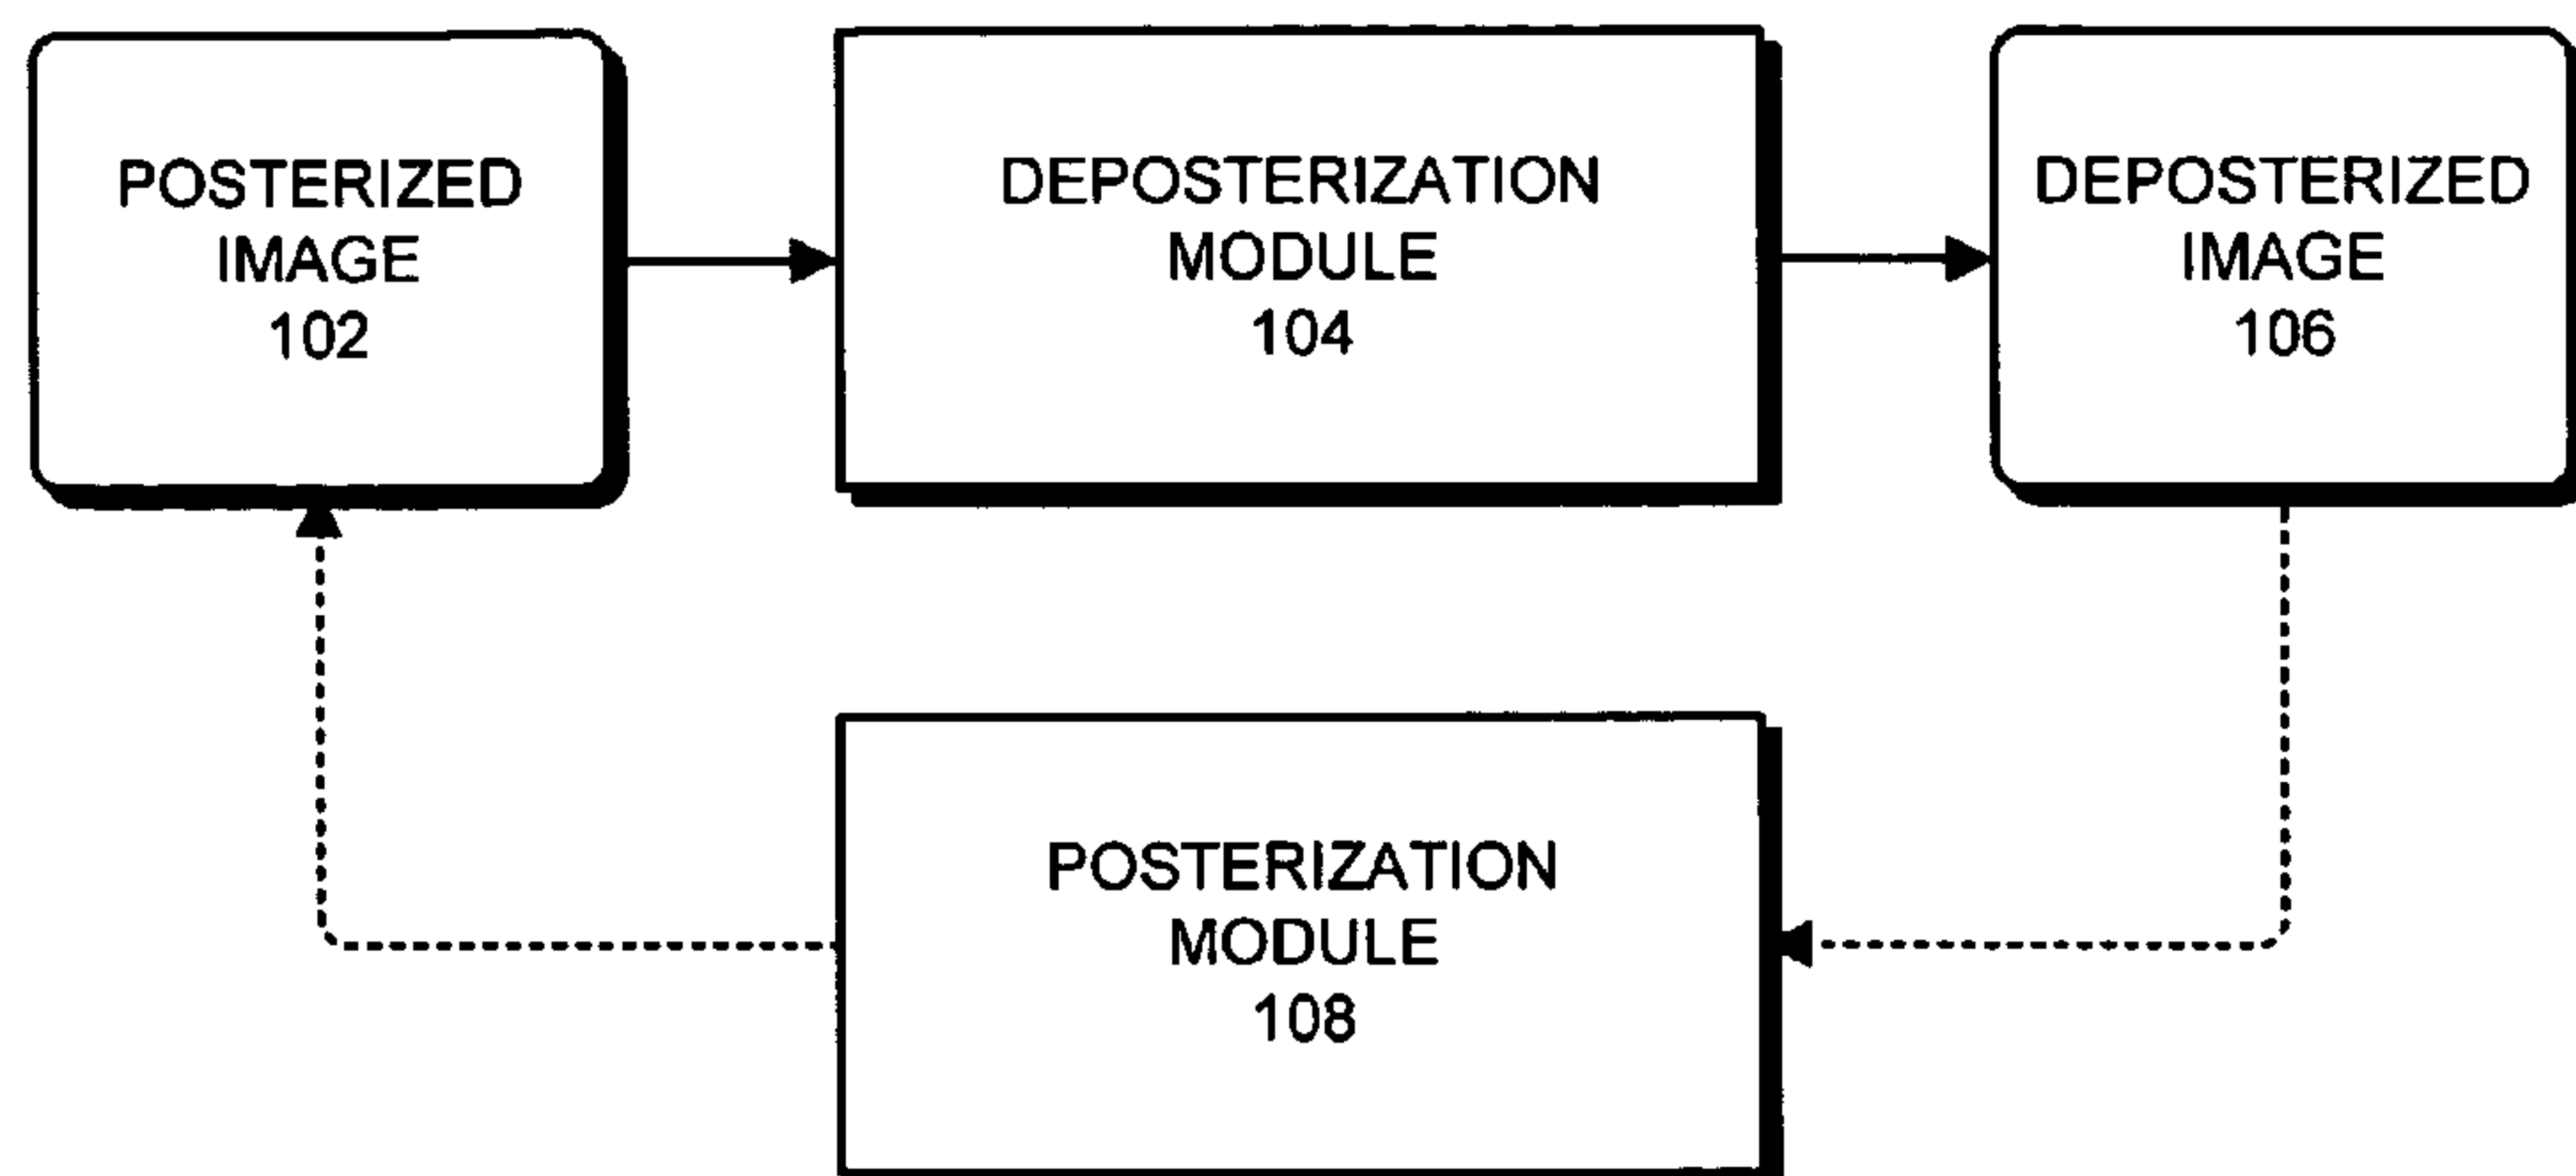 POSTERIZED
IMAGE
102
DEPOSTERIZATION
MODULE
104
DEPOSTERIZED
IMAGE
106
POSTERIZATION
MODULE
108